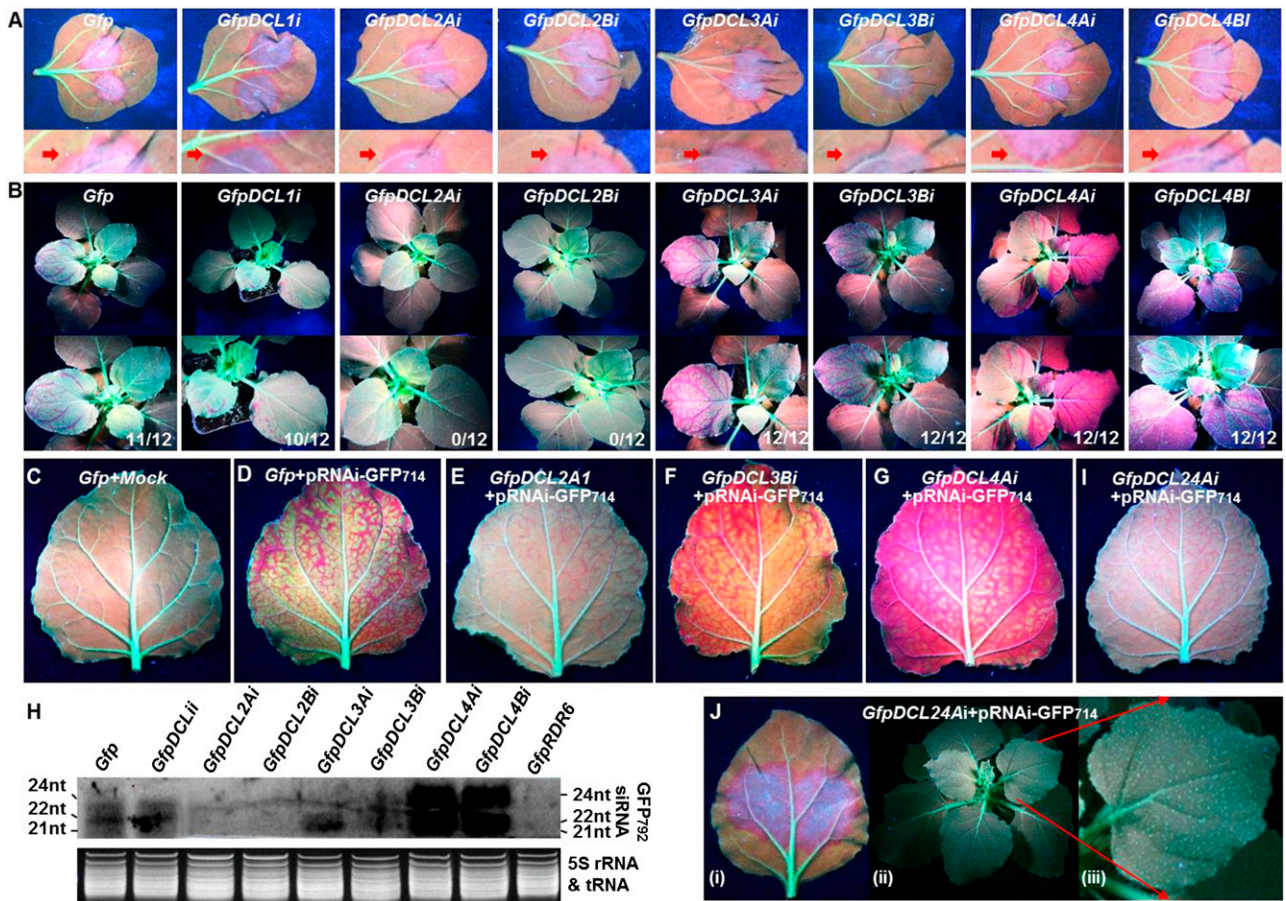 A
Gfp GfpDCL1i GfpDCL2Ai GfpDCL2Bi GfpDCL3Ai GfpDCL3Bi GfpDCL4Ai GfpDCL4BI
B
Gfp GfpDCL1i GfpDCL2Ai GfpDCL2Bi GfpDCL3Ai GfpDCL3Bi GfpDCL4Ai GfpDCL4BI
11/12 10/12 0/12 0/12 12/12 12/12 12/12 12/12
C Gfp+Mock
D Gfp+pRNAi-GFP714
E GfpDCL2A1
+pRNAi-GFP714
F GfpDCL3Bi
+pRNAi-GFP714
G GfpDCL4Ai
+pRNAi-GFP714
I GfpDCL24Ai
+pRNAi-GFP714
H
Gfp GfpDCLii GfpDCL2Ai GfpDCL2Bi GfpDCL3Ai GfpDCL3Bi GfpDCL4Ai GfpDCL4Bi GfpRDR6
24nt
22nt
21nt
24nt
22nt
21nt
siRNA
GFP792
5S rRNA
& tRNA
J
GfpDCL24Ai+pRNAi-GFP714
(i) (ii) (iii)